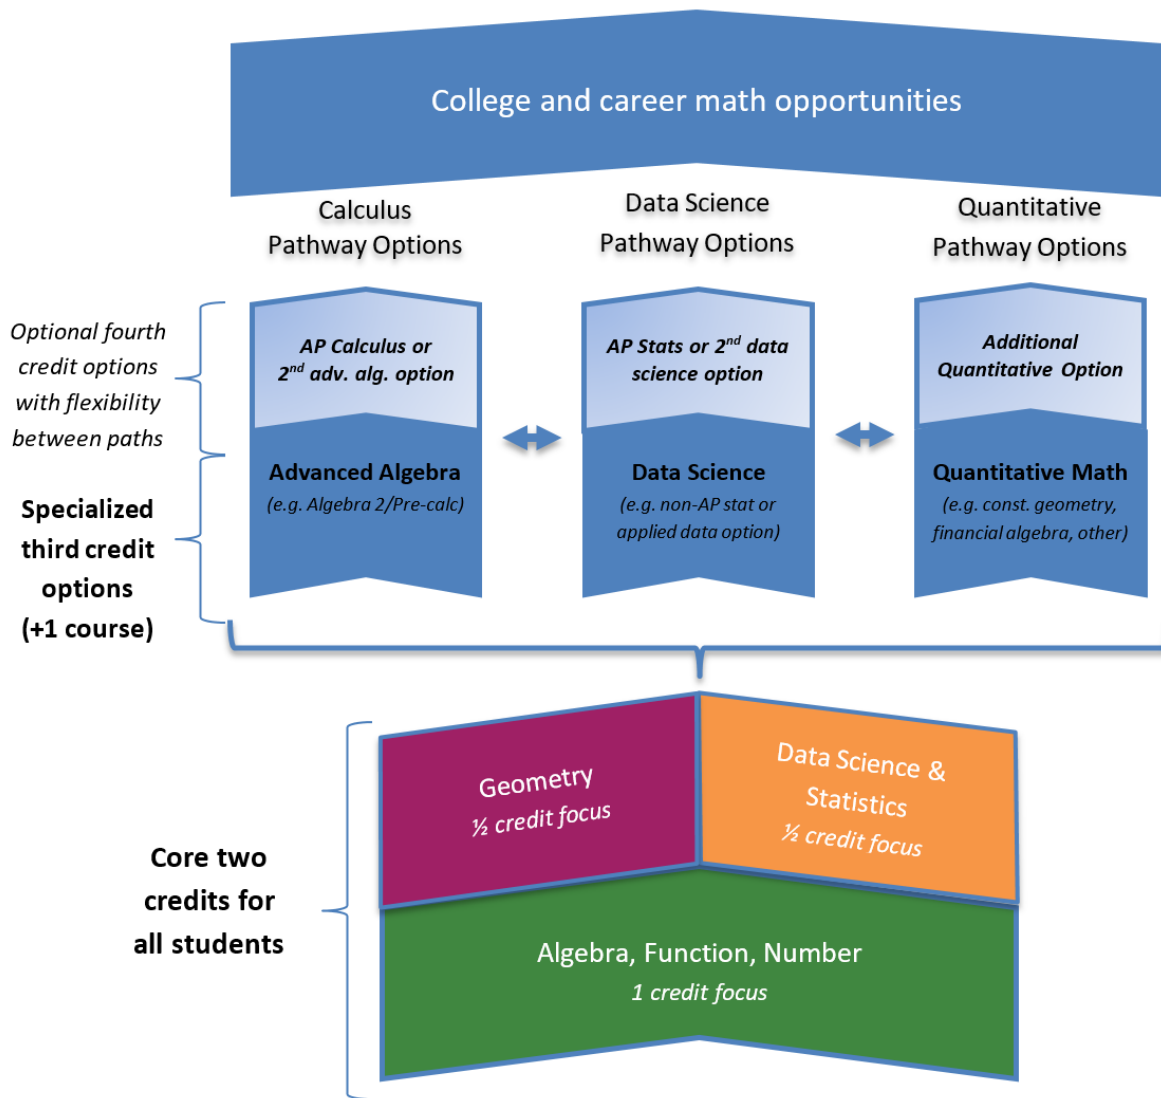 College and career math opportunities
Calculus
Pathway Options
Data Science
Pathway Options
Quantitative
Pathway Options
Optional fourth
credit options
with flexibility
between paths
AP Calculus or
2nd adv. alg. option
AP Stats or 2nd data
science option
Additional
Quantitative Option
Specialized
third credit
options
(+1 course)
Advanced Algebra
(e.g. Algebra 2/Pre-calc)
Data Science
(e.g. non-AP stat or
applied data option)
Quantitative Math
(e.g. const. geometry,
financial algebra, other)
Core two
credits for
all students
Geometry
½ credit focus
Data Science &
Statistics
½ credit focus
Algebra, Function, Number
1 credit focus